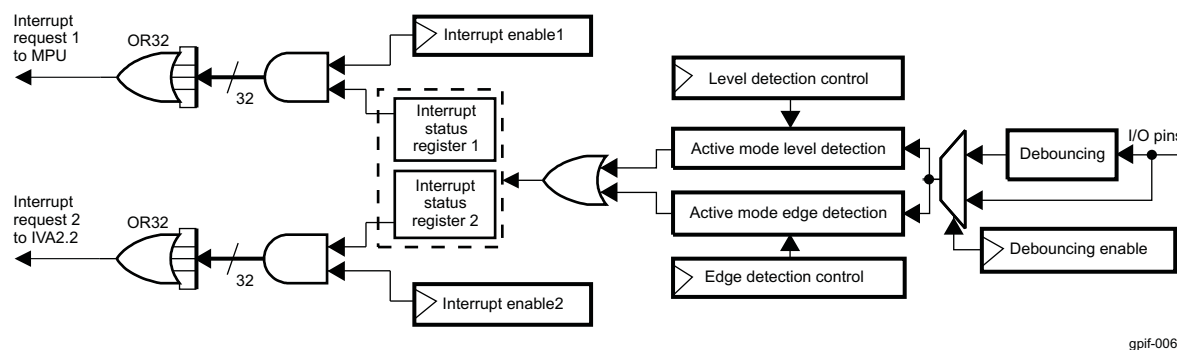 Interrupt
request 1
to MPU
OR32
32
Interrupt enable1
Interrupt
status
register 1
Interrupt
status
register 2
Interrupt
request 2
to IVA2.2
OR32
32
Interrupt enable2
Level detection control
Active mode level detection
Active mode edge detection
Edge detection control
Debouncing
I/O pins
Debouncing enable
gpif-006